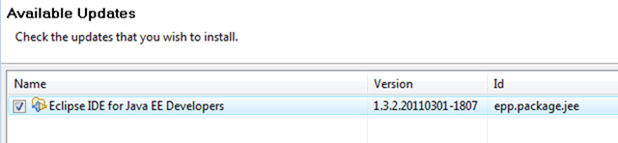 Available Updates
Check the updates that you wish to install.
Name Version Id
Eclipse IDE for Java EE Developers 1.3.2.20110301-1807 epp.package.jee